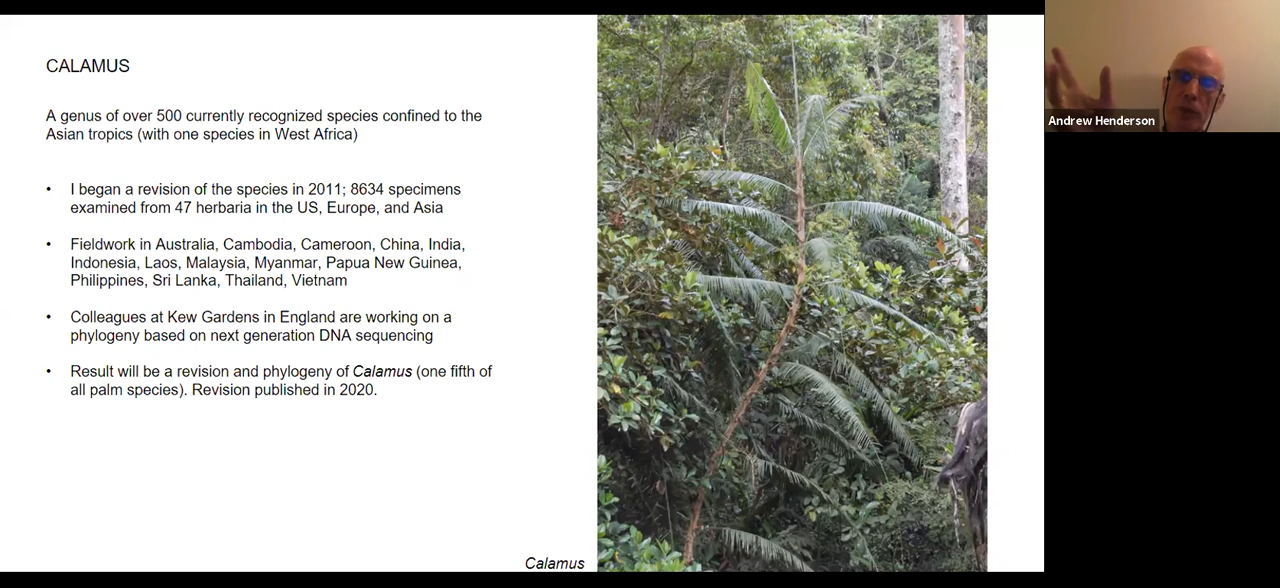 CALAMUS
A genus of over 500 currently recognized species confined to the
Asian tropics (with one species in West Africa)
• I began a revision of the species in 2011; 8634 specimens
examined from 47 herbaria in the US, Europe, and Asia
• Fieldwork in Australia, Cambodia, Cameroon, China, India,
Indonesia, Laos, Malaysia, Myanmar, Papua New Guinea,
Philippines, Sri Lanka, Thailand, Vietnam
• Colleagues at Kew Gardens in England are working on a
phylogeny based on next generation DNA sequencing
• Result will be a revision and phylogeny of Calamus (one fifth of
all palm species). Revision published in 2020.
Calamus
Andrew Henderson